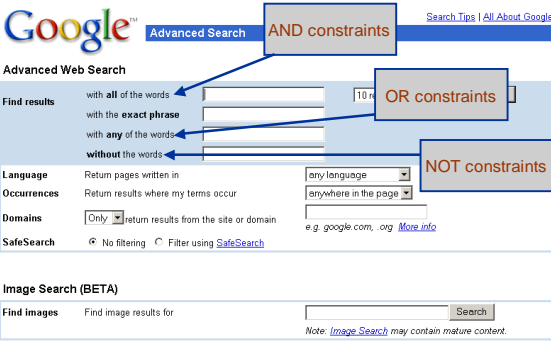 Google™
Advanced Search
Search Tips | All About Google
AND constraints
Advanced Web Search
Find results
with all of the words
10 re
OR constraints
with the exact phrase
with any of the words
without the words
NOT constraints
Language Return pages written in any language
Occurrences Return results where my terms occur anywhere in the page
Domains Only return results from the site or domain
e.g. google.com, .org More info
SafeSearch No filtering Filter using SafeSearch
Image Search (BETA)
Find images Find image results for Search
Note: Image Search may contain mature content.